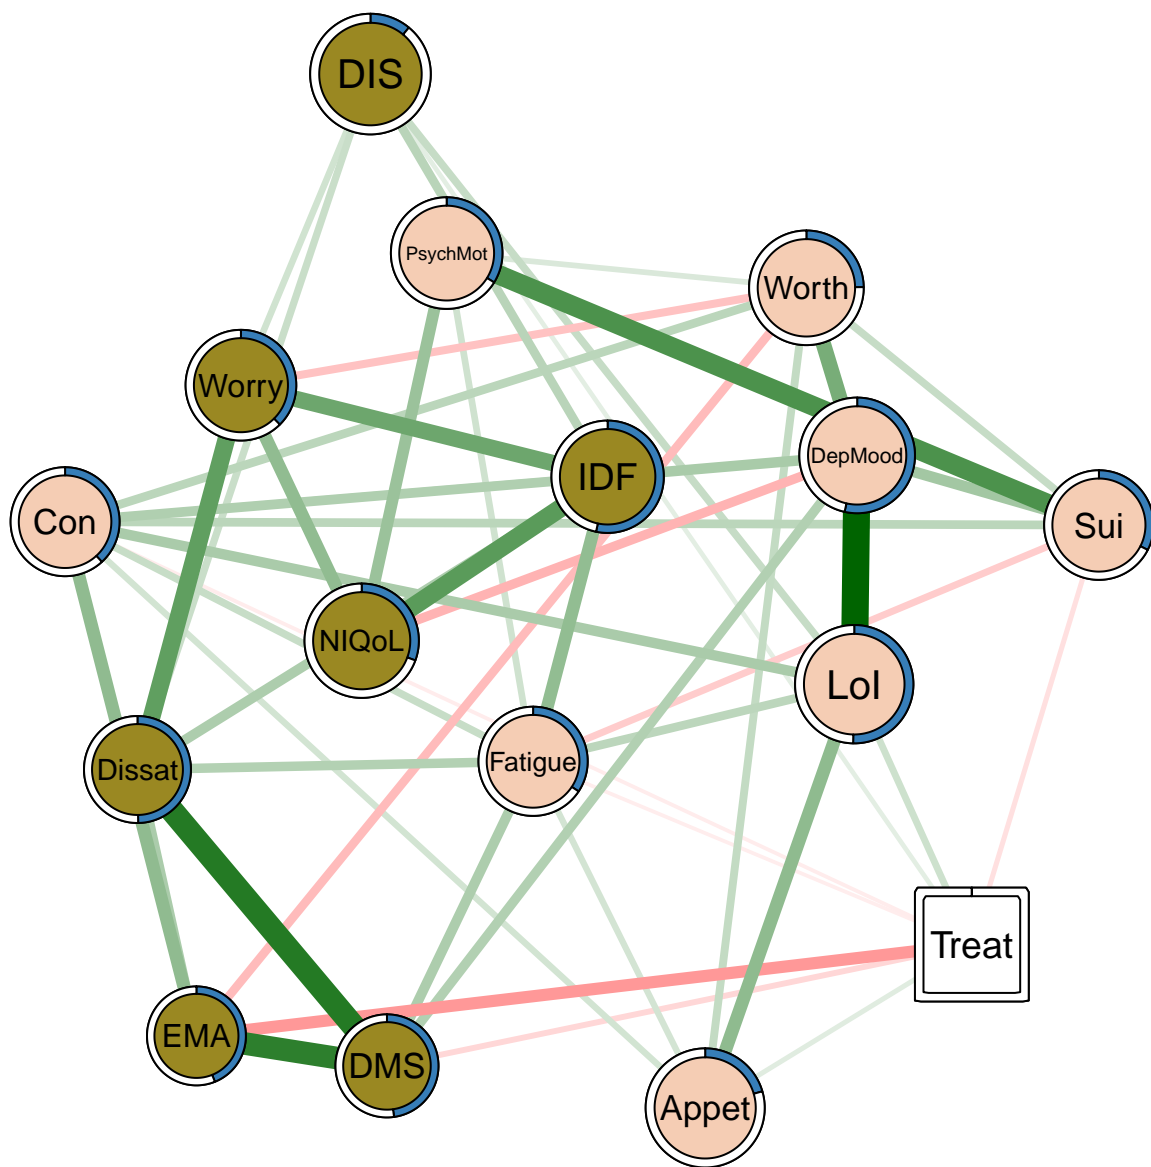 DIS
PsychMot
Worth
Worry
DepMood
IDF
Con
Sui
NIQoL
LoI
Fatigue
Dissat
Treat
EMA
DMS
Appet